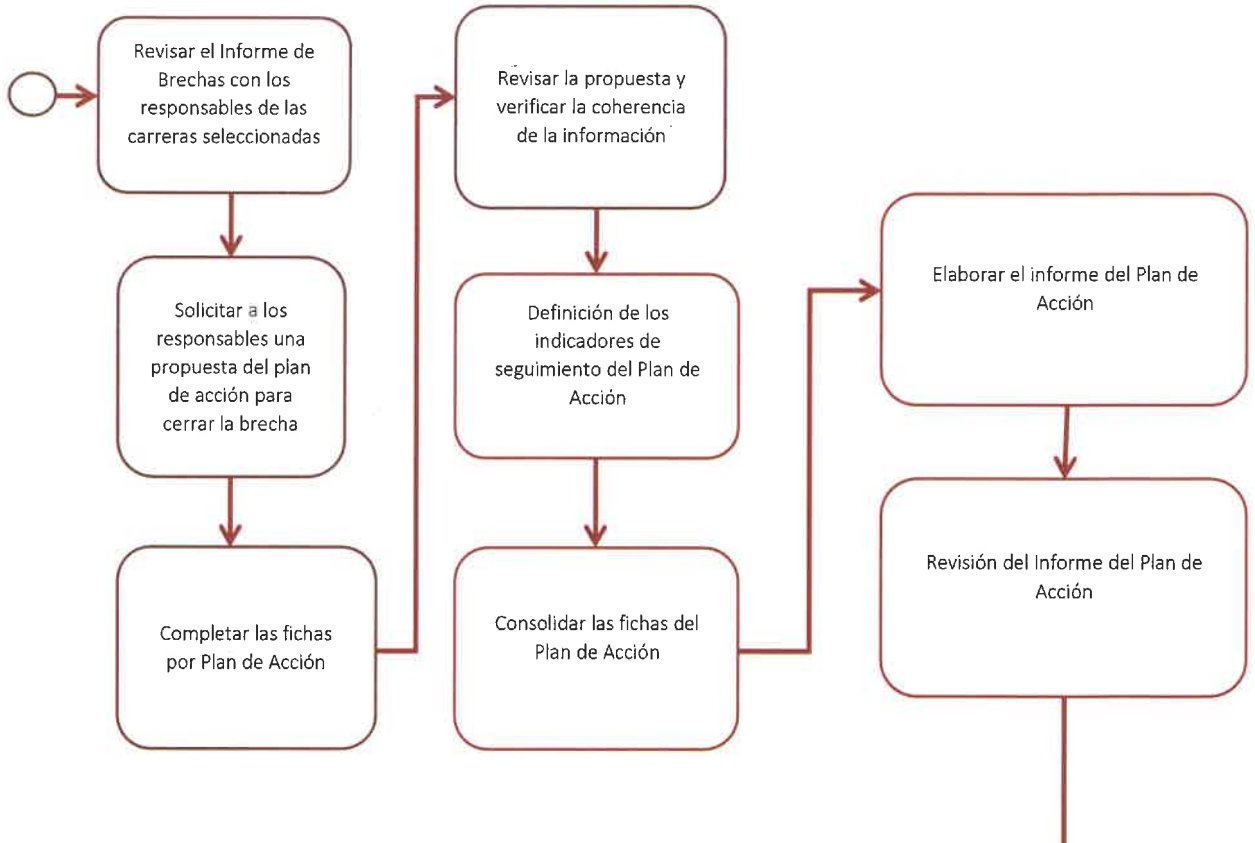 Revisar el Informe de
Brechas con los
responsables de las
carreras seleccionadas
Solicitar a los
responsables una
propuesta del plan
de acción para
cerrar la brecha
Completar las fichas
por Plan de Acción
Revisar la propuesta y
verificar la coherencia
de la información
Definición de los
indicadores de
seguimiento del Plan de
Acción
Consolidar las fichas del
Plan de Acción
Elaborar el informe del Plan de
Acción
Revisión del Informe del Plan de
Acción